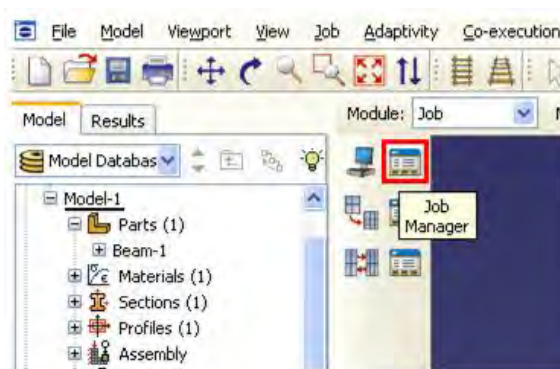 File Model Viewport View Job Adaptivity Co-execution
Model Results Module: Job
Model Databas
Model-1
Parts (1)
Beam-1
Materials (1)
Sections (1)
Profiles (1)
Assembly
Job
Manager